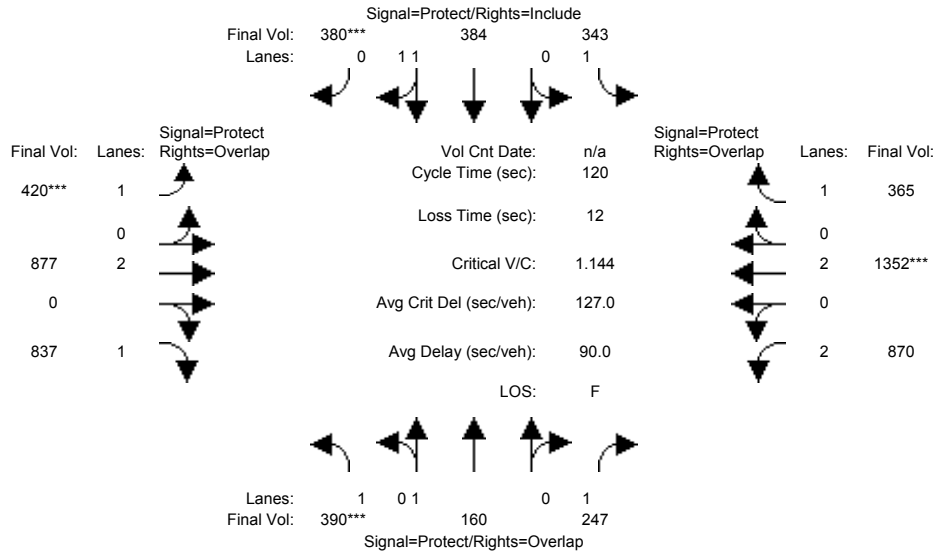 Signal=Protect/Rights=Include
Final Vol: 380*** 384 343
Lanes: 0 1 1 0 1
Signal=Protect
Final Vol: Lanes: Rights=Overlap
Vol Cnt Date: n/a
Signal=Protect
Rights=Overlap Lanes: Final Vol:
Cycle Time (sec): 120
420*** 1
1 365
Loss Time (sec): 12
0
0
877 2
Critical V/C: 1.144
2 1352***
0 0
Avg Crit Del (sec/veh): 127.0
0
837 1
Avg Delay (sec/veh): 90.0
2 870
LOS: F
Lanes: 1 0 1 0 1
Final Vol: 390*** 160 247
Signal=Protect/Rights=Overlap